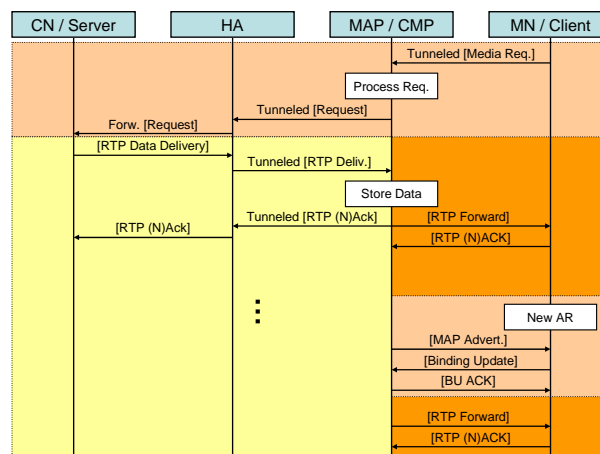 CN / Server
HA
MAP / CMP
MN / Client
Tunneled [Media Req.]
Process Req.
Tunneled [Request]
Forw. [Request]
[RTP Data Delivery]
Tunneled [RTP Deliv.]
Store Data
Tunneled [RTP (N)Ack]
[RTP Forward]
[RTP (N)Ack]
[RTP (N)ACK]
New AR
[MAP Advert.]
[Binding Update]
[BU ACK]
[RTP Forward]
[RTP (N)ACK]